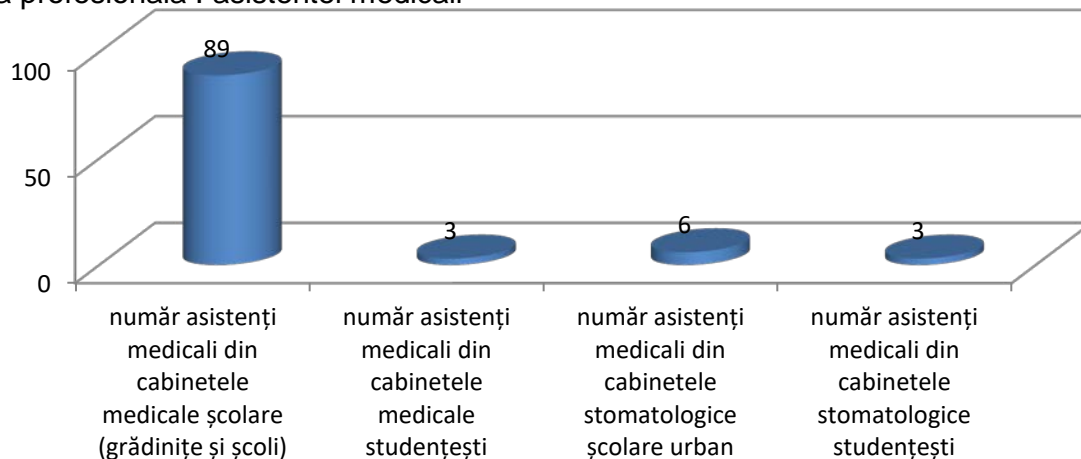 a profesională : asistenței medicali
89
100
3
6
3
50
0
număr asistenți
medicali din
cabinetele
medicale școlare
(grădinițe și școli)
număr asistenți
medicali din
cabinetele
medicale
studențești
număr asistenți
medicali din
cabinetele
stomatologice
școlare urban
număr asistenți
medicali din
cabinetele
stomatologice
studențești